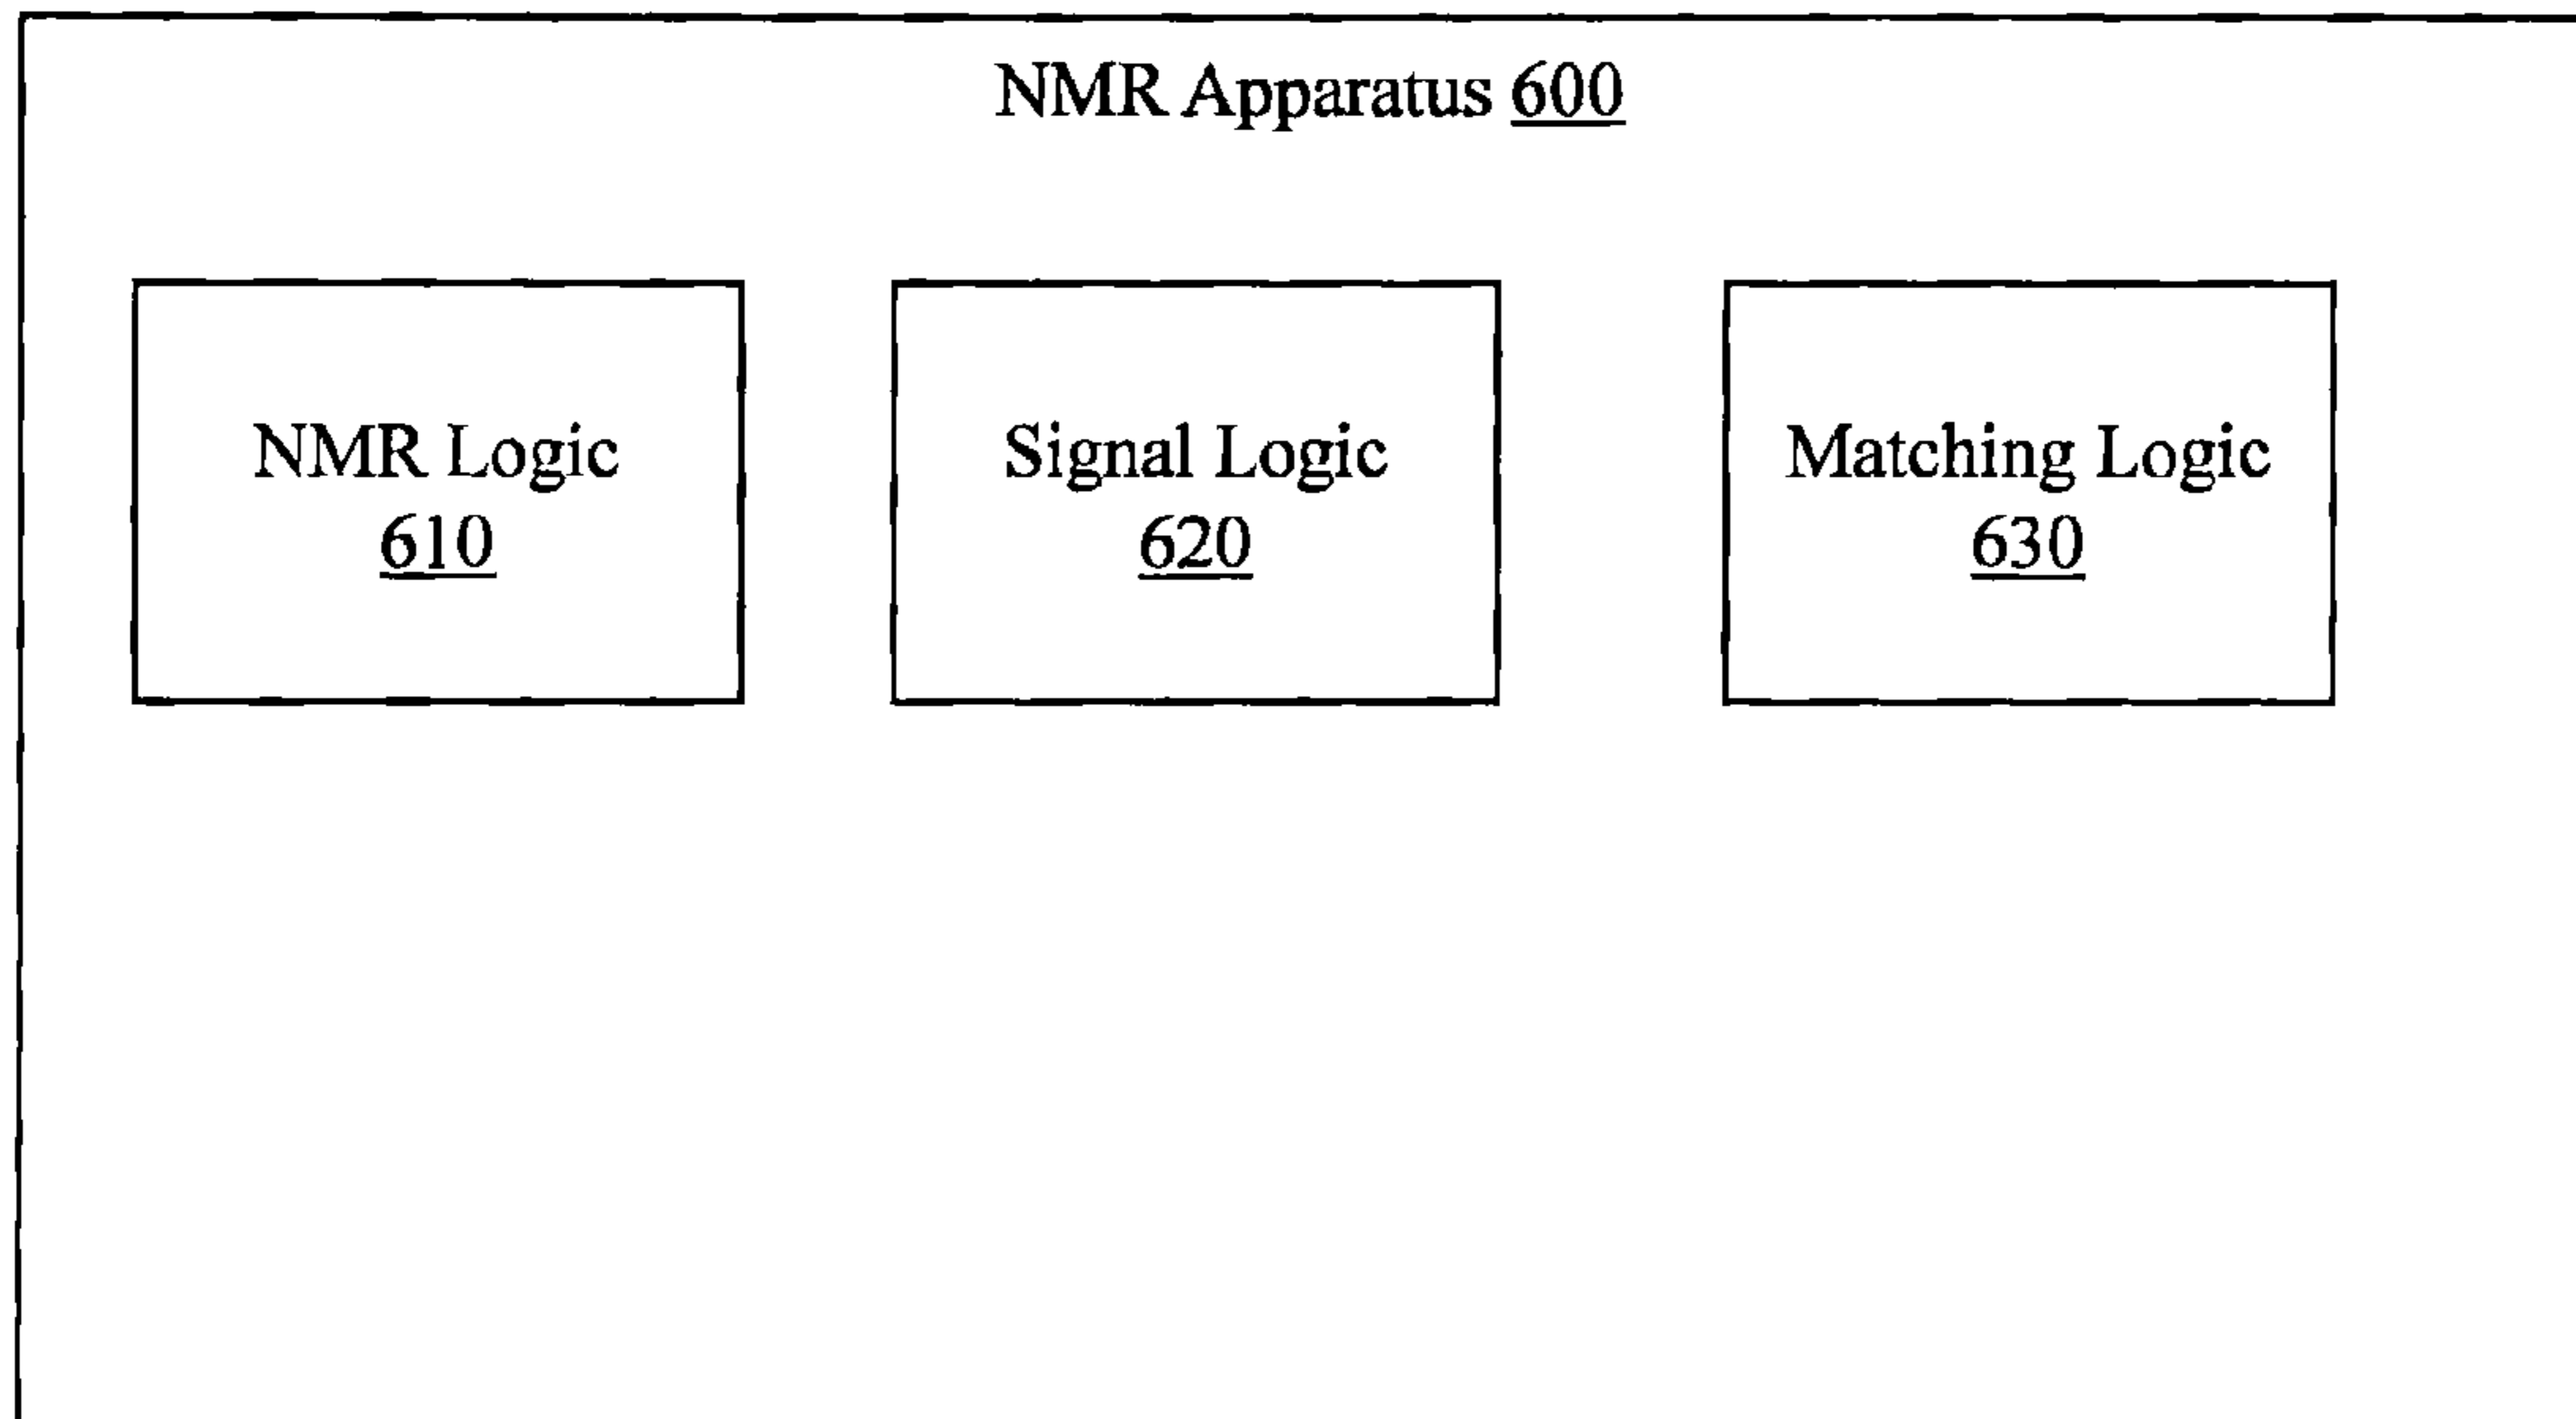 NMR Apparatus 600
NMR Logic
610
Signal Logic
620
Matching Logic
630